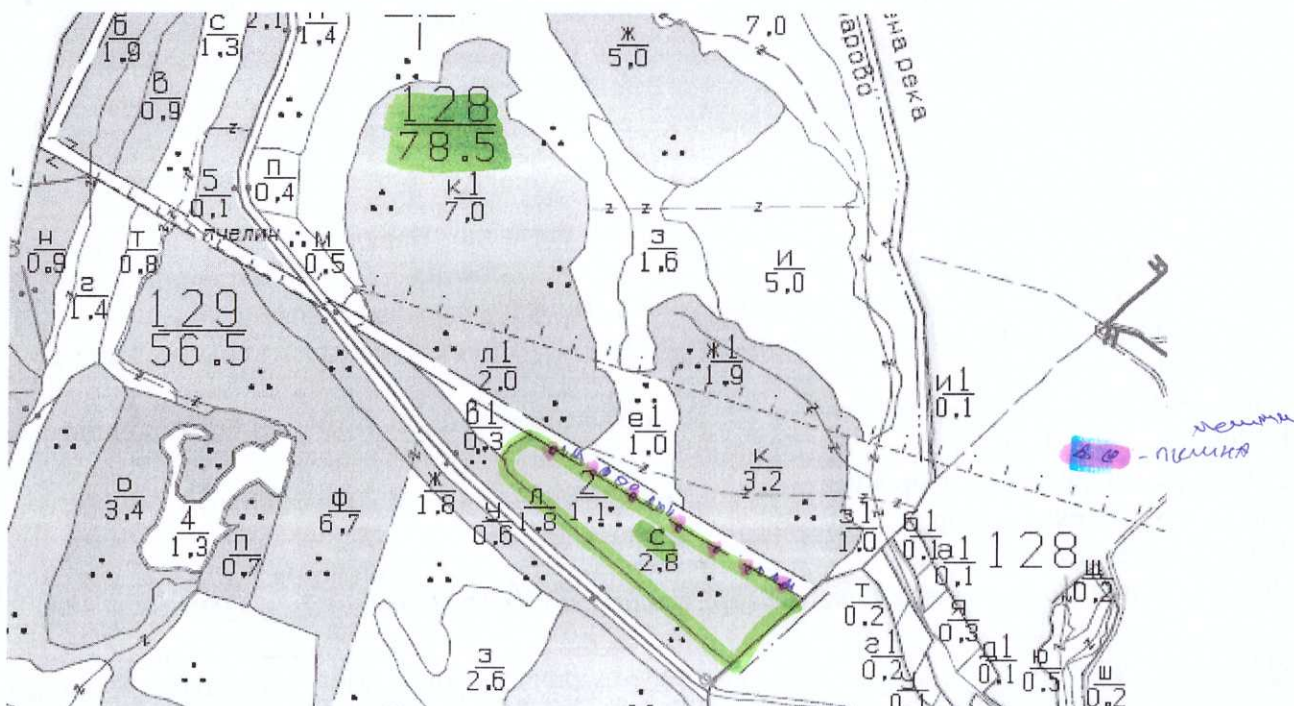 б
1.9
с
1.3
2.1
1.4
ж
5,0
7,0
в
0.9
128
78.5
5
0,1
п
0,4
к1
7,0
пчелин
м
0,5
з
1.6
и
5,0
н
0.9
т
0.8
г
1,4
129
56.5
л1
2.0
ж1
1.9
и1
0.1
в1
0.3
е1
1.0
к
3.2
о
3.4
4
1,3
п
0.7
ф
6,7
ж
1.8
у
0.6
л
1.8
2
1,1
с
2.8
з1
1.0
б1
0.1
а1
0.1
128
щ
0.2
т
0.2
я
0.3
г1
0.2
д1
0.1
ю
0.5
ш
0.2
з
2.6